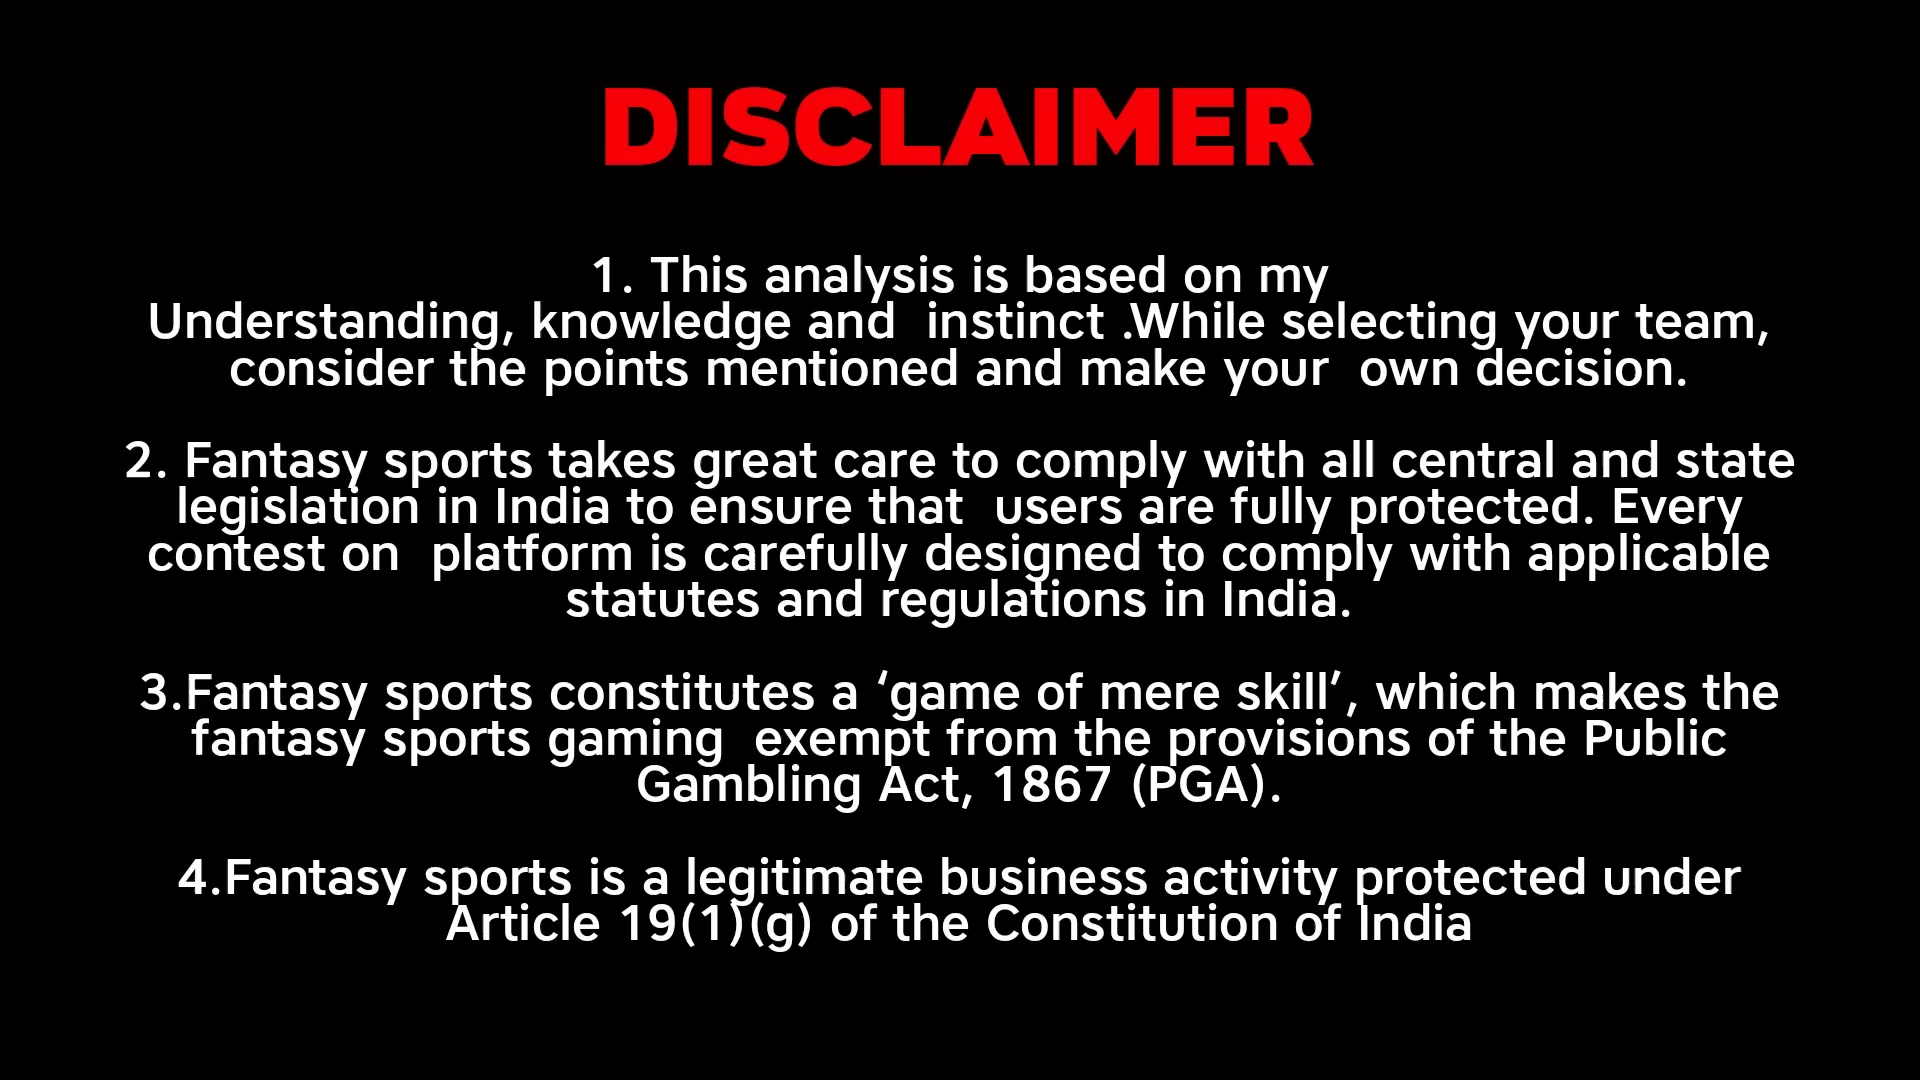 DISCLAIMER
1. This analysis is based on my
Understanding, knowledge and  instinct .While selecting your team,
consider the points mentioned and make your  own decision.
2. Fantasy sports takes great care to comply with all central and state
legislation in India to ensure that  users are fully protected. Every
contest on  platform is carefully designed to comply with applicable
statutes and regulations in India.
3.Fantasy sports constitutes a ‘game of mere skill’, which makes the
fantasy sports gaming  exempt from the provisions of the Public
Gambling Act, 1867 (PGA).
4.Fantasy sports is a legitimate business activity protected under
Article 19(1)(g) of the Constitution of India